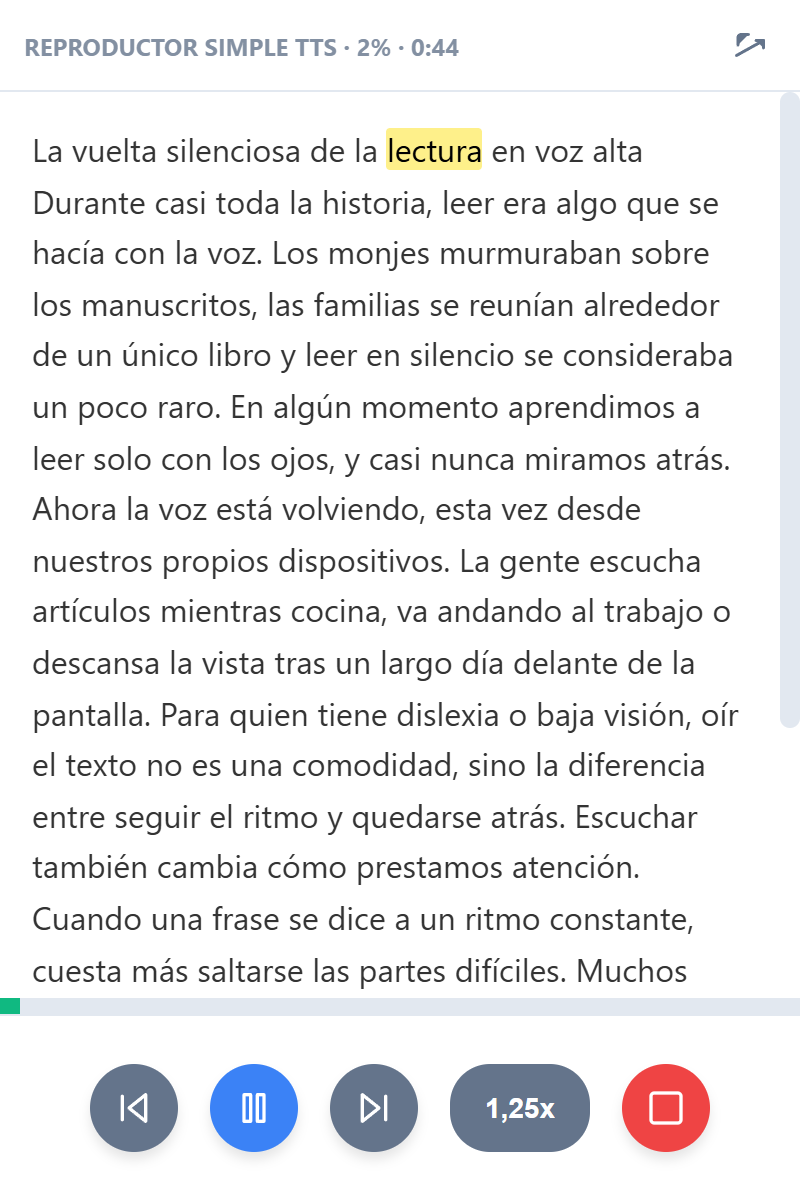 REPRODUCTOR SIMPLE TTS · 2% · 0:44
La vuelta silenciosa de la lectura en voz alta
Durante casi toda la historia, leer era algo que se
hacía con la voz. Los monjes murmuraban sobre
los manuscritos, las familias se reunían alrededor
de un único libro y leer en silencio se consideraba
un poco raro. En algún momento aprendimos a
leer solo con los ojos, y casi nunca miramos atrás.
Ahora la voz está volviendo, esta vez desde
nuestros propios dispositivos. La gente escucha
artículos mientras cocina, va andando al trabajo o
descansa la vista tras un largo día delante de la
pantalla. Para quien tiene dislexia o baja visión, oír
el texto no es una comodidad, sino la diferencia
entre seguir el ritmo y quedarse atrás. Escuchar
también cambia cómo prestamos atención.
Cuando una frase se dice a un ritmo constante,
cuesta más saltarse las partes difíciles. Muchos
1,25x